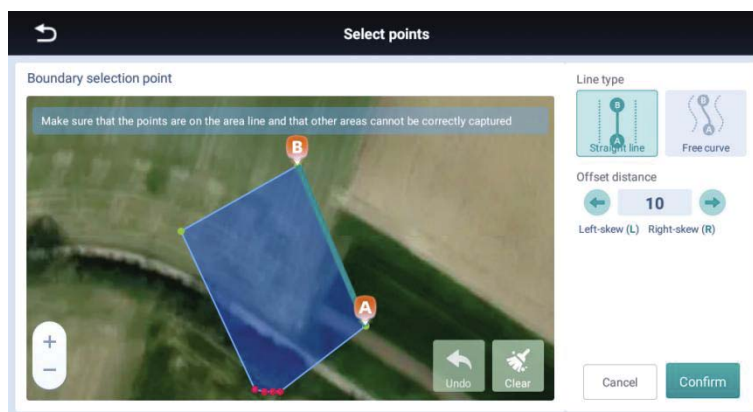 Select points
Boundary selection point
Make sure that the points are on the area line and that other areas cannot be correctly captured
B
A
+
−
Undo
Clear
Line type
B
A
Straight line
B
A
Free curve
Offset distance
10
Left-skew (L) Right-skew (R)
Cancel
Confirm